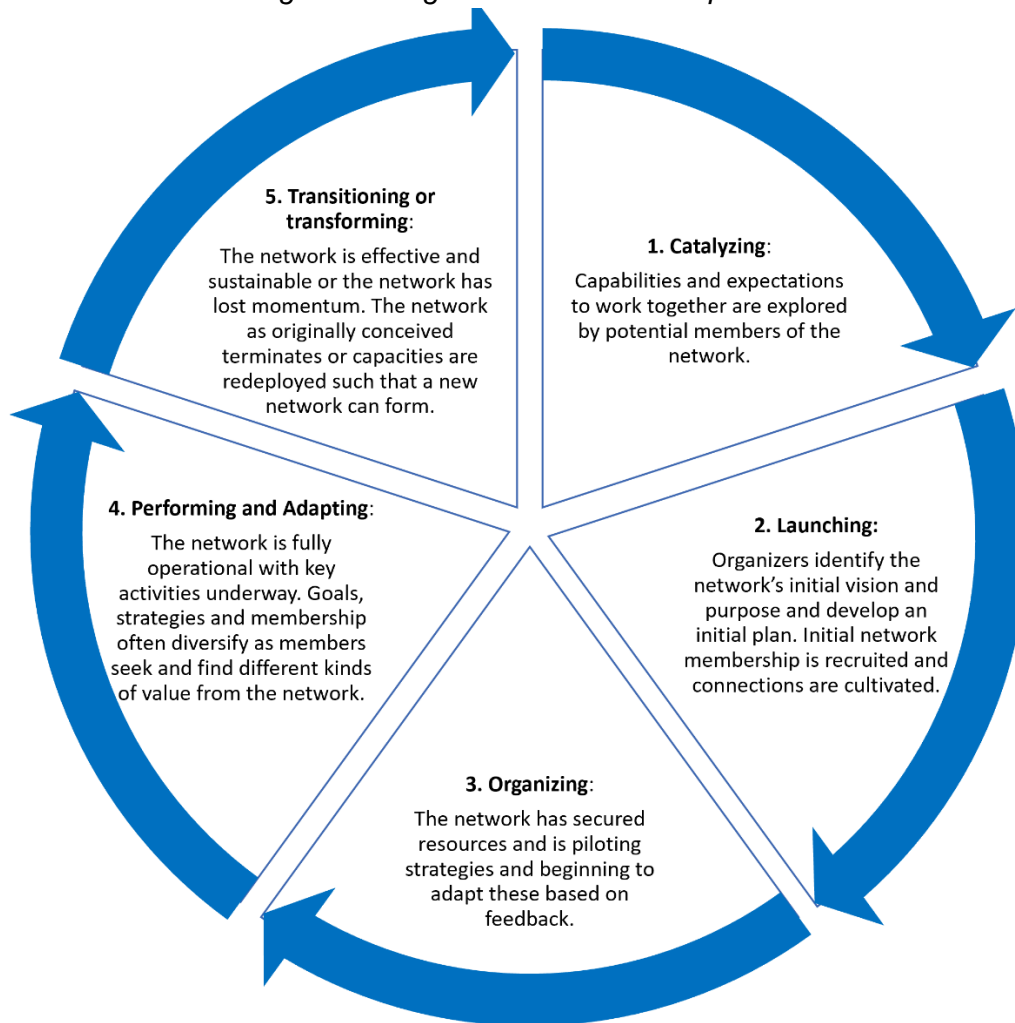 5. Transitioning or
transforming:
The network is effective and
sustainable or the network has
lost momentum. The network
as originally conceived
terminates or capacities are
redeployed such that a new
network can form.
1. Catalyzing:
Capabilities and expectations
to work together are explored
by potential members of the
network.
2. Launching:
Organizers identify the
network’s initial vision and
purpose and develop an
initial plan. Initial network
membership is recruited and
connections are cultivated.
3. Organizing:
The network has secured
resources and is piloting
strategies and beginning to
adapt these based on
feedback.
4. Performing and Adapting:
The network is fully
operational with key
activities underway. Goals,
strategies and membership
often diversify as members
seek and find different kinds
of value from the network.